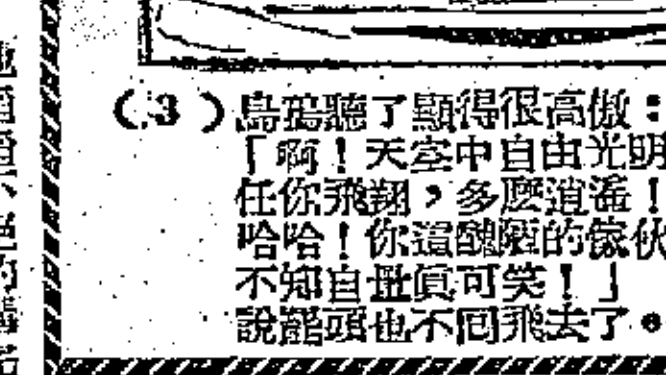 (3)烏鴉聽了顯得很高傲：
「啊！天空中自由光明
任你飛翔，多麽逍遙！
哈哈！你這醜陋的傢伙
不知自量眞可笑！」
說罷頭也不回飛去了。